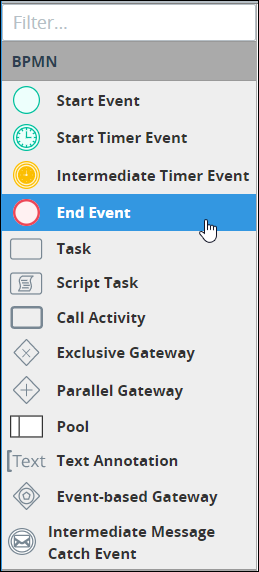 Filter...
BPMN
Start Event
Start Timer Event
Intermediate Timer Event
End Event
Task
Script Task
Call Activity
Exclusive Gateway
Parallel Gateway
Pool
[Text Text Annotation
Event-based Gateway
Intermediate Message
Catch Event